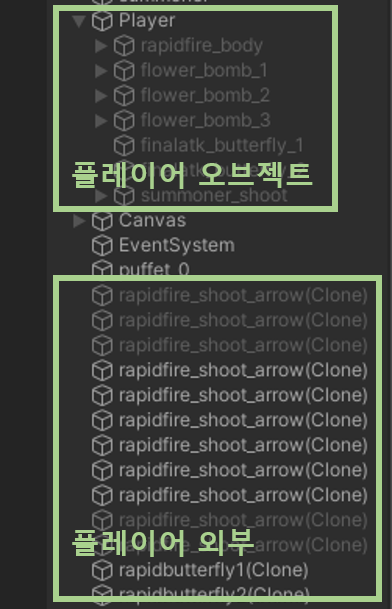 Player
rapidfire_body
flower_bomb_1
flower_bomb_2
flower_bomb_3
finalatk_butterfly_1
플레이어 오브젝트
summoner_shoot
Canvas
EventSystem
puffet_0
rapidfire_shoot_arrow(Clone)
rapidfire_shoot_arrow(Clone)
rapidfire_shoot_arrow(Clone)
rapidfire_shoot_arrow(Clone)
rapidfire_shoot_arrow(Clone)
rapidfire_shoot_arrow(Clone)
rapidfire_shoot_arrow(Clone)
rapidfire_shoot_arrow(Clone)
rapidfire_shoot_arrow(Clone)
rapidfire_shoot_arrow(Clone)
플레이어 외부
rapidfire_shoot_arrow(Clone)
rapidbutterfly1(Clone)
rapidbutterfly2(Clone)